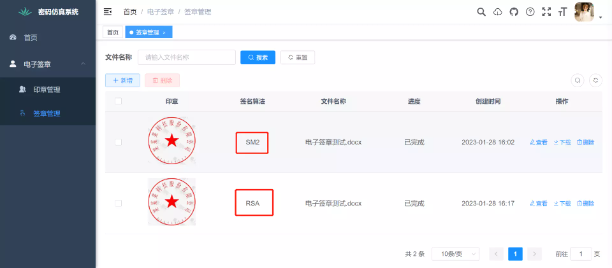 密码仿真系统
首页 / 电子签章 / 签章管理
首页
首页
签章管理 ×
电子签章
印章管理
签章管理
文件名称
请输入文件名称
搜索
重置
+ 新增
删除
印章 签名算法 文件名称 进度 创建时间 操作
SM2 电子签章测试.docx 已完成 2023-01-28 16:02 查看 下载 删除
RSA 电子签章测试.docx 已完成 2023-01-28 16:17 查看 下载 删除
共 2 条 10条/页 1 前往 1 页